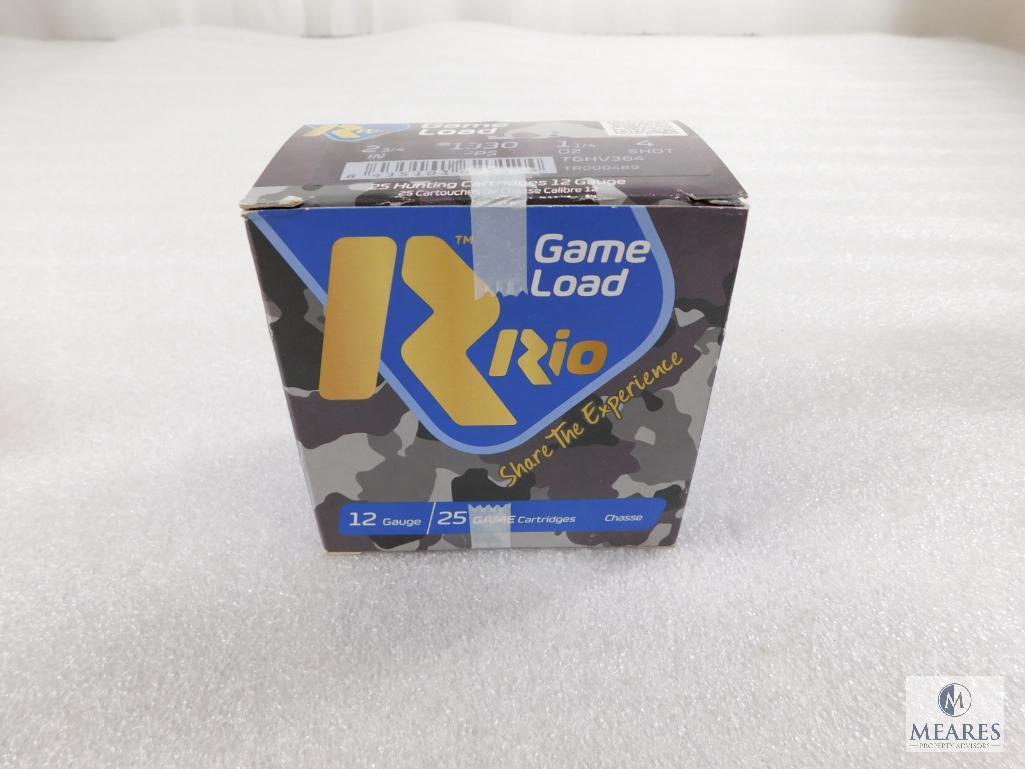 Rio
Game
Load
2 3/4 1330 1 1/4 4
IN FPS OZ SHOT
TGHV364
TR000489
25 Hunting Cartridges 12 Gauge
25 Cartouches De Chasse Calibre 12
TM
Game
Load
Rio
Share The Experience
12 Gauge / 25 GAME Cartridges Chasse
M
MEARES
PROPERTY ADVISORS